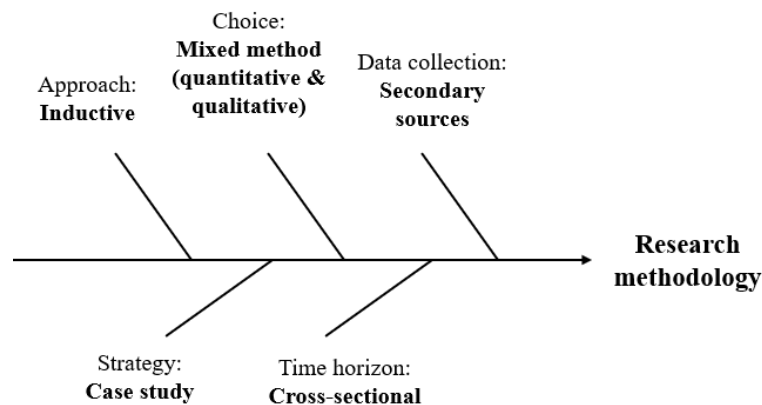 Approach:
Inductive
Choice:
Mixed method
(quantitative &
qualitative)
Data collection:
Secondary
sources
Research
methodology
Strategy:
Case study
Time horizon:
Cross-sectional